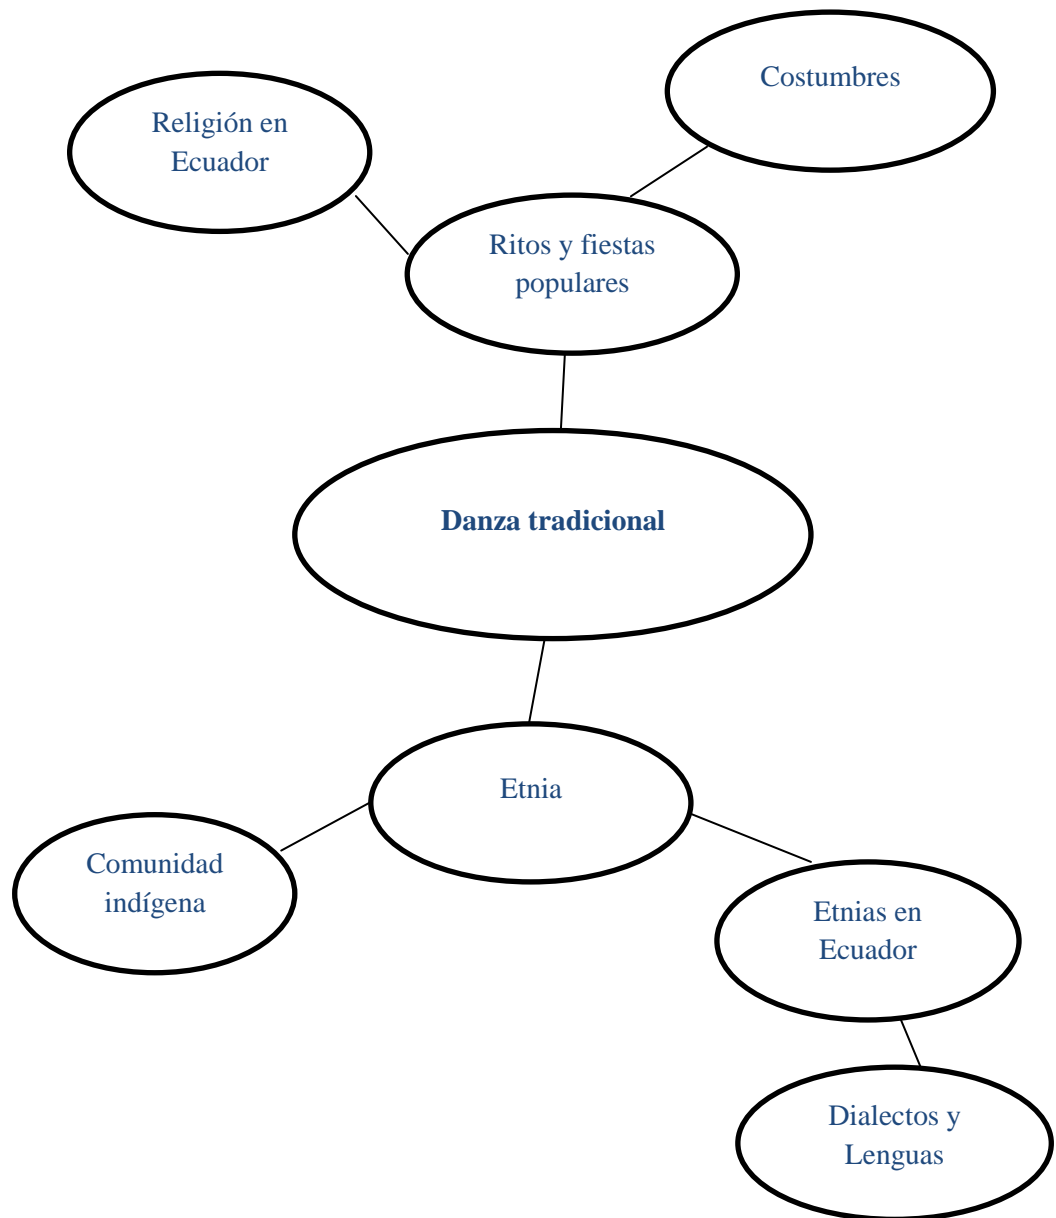 Costumbres
Religión en
Ecuador
Ritos y fiestas
populares
Danza tradicional
Etnia
Comunidad
indígena
Etnias en
Ecuador
Dialectos y
Lenguas